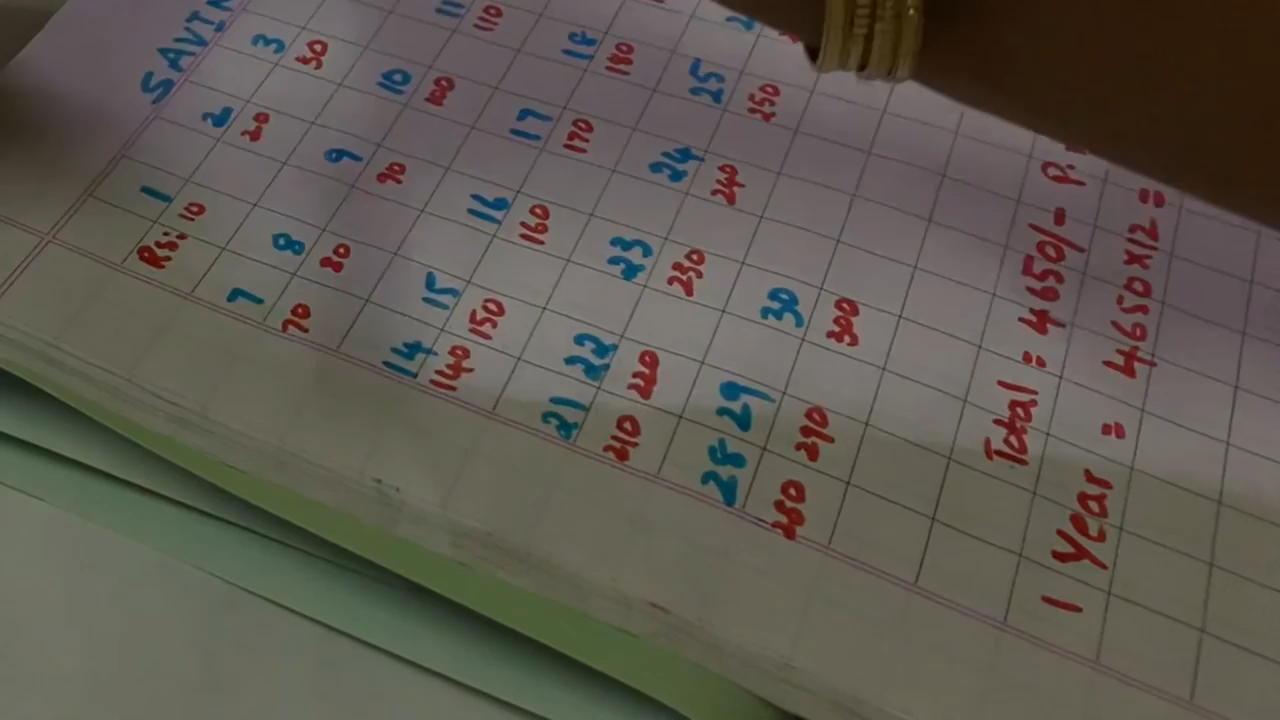 SAVIN
1 2 3
Rs: 10 20 30
7 8 9 10 11
70 80 90 100 110
14 15 16 17 18
140 150 160 170 180
21 22 23 24 25 2
210 220 230 240 250
28 29 30
280 290 300
Total : 4650/- P.
1 Year = 4650x12 =